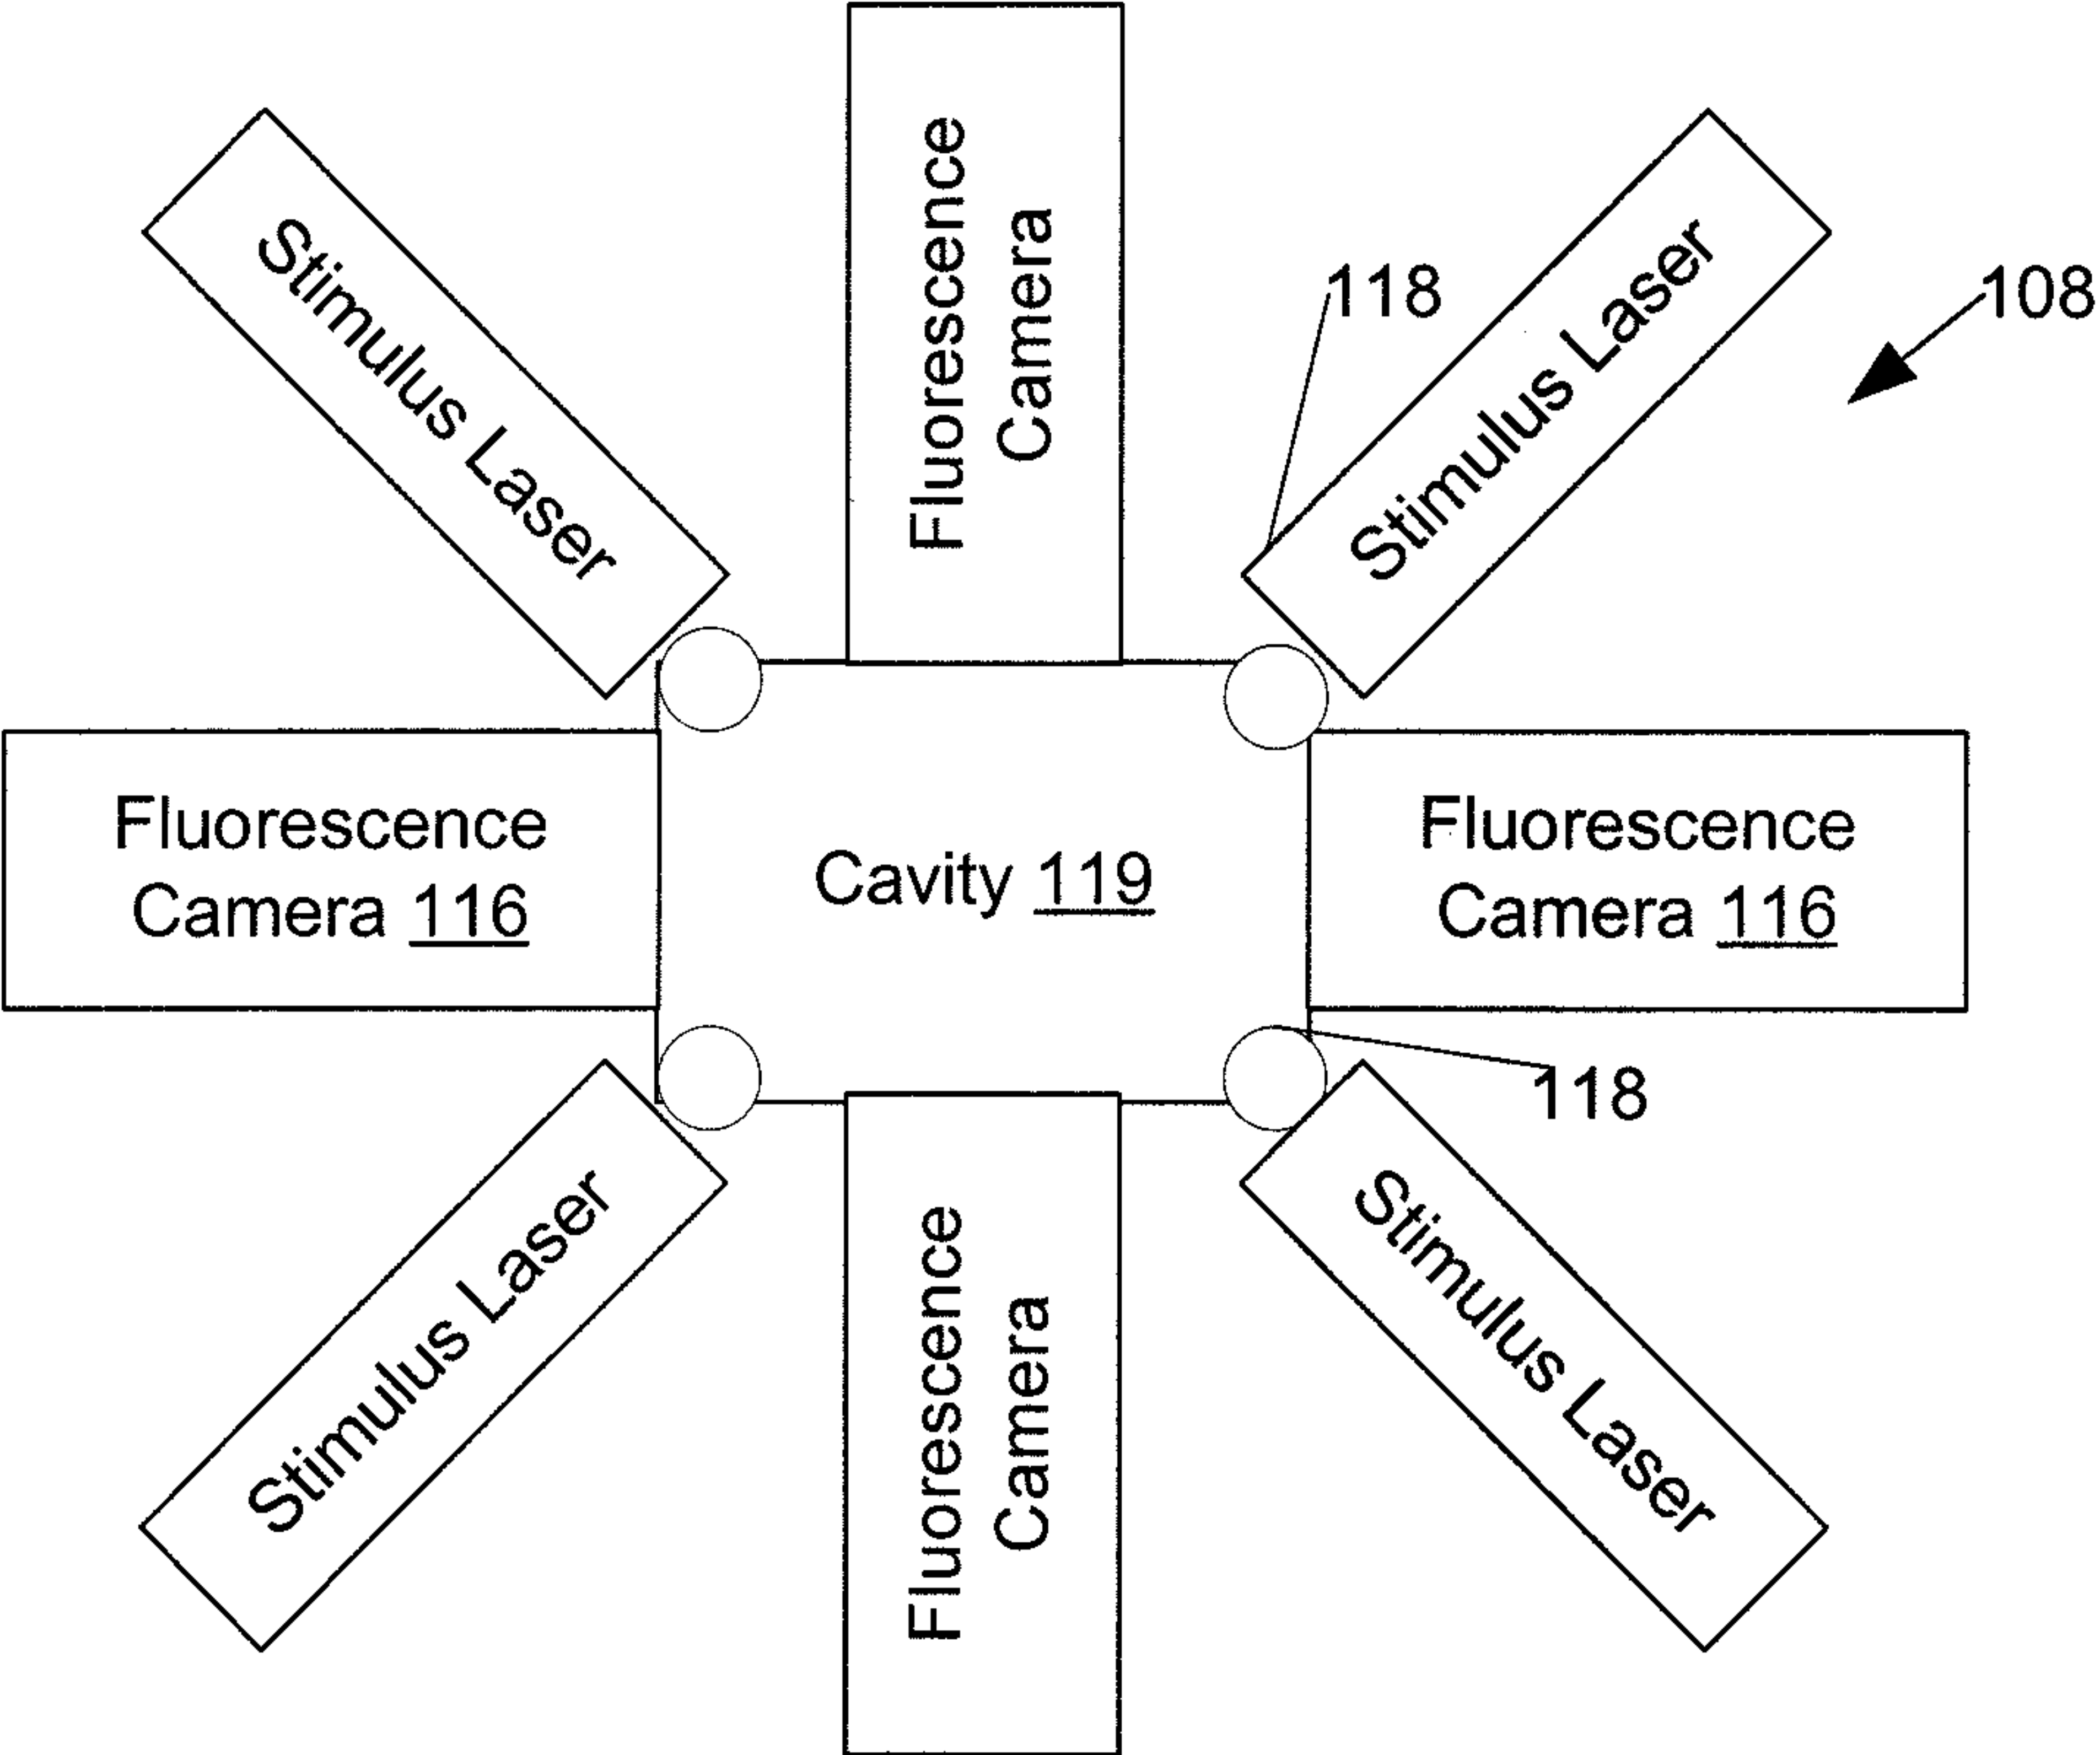 Fluorescence
Camera
Stimulus Laser
Stimulus Laser
118
108
Fluorescence
Camera 116
Cavity 119
Fluorescence
Camera 116
118
Stimulus Laser
Fluorescence
Camera
Stimulus Laser